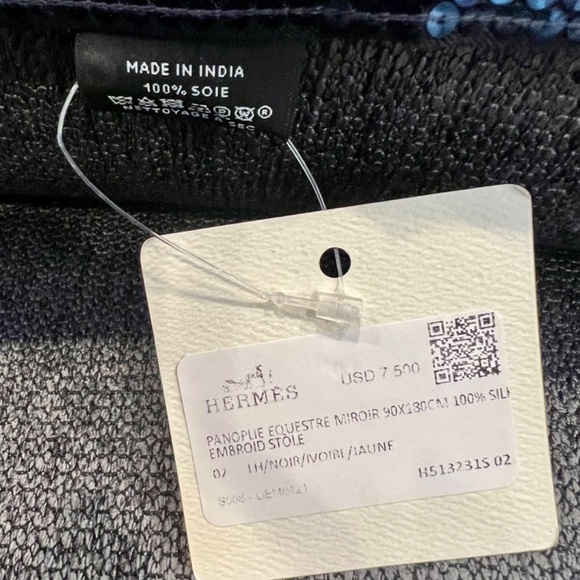 MADE IN INDIA
100% SOIE
NETTOYAGE A SEC
HERMES
USD 7 500
PANOPLIE EQUESTRE MIROIR 90X180CM 100% SILK
EMBROID STOLE
02 /NOIR/IVOIRE/JAUNE
H513231S 02